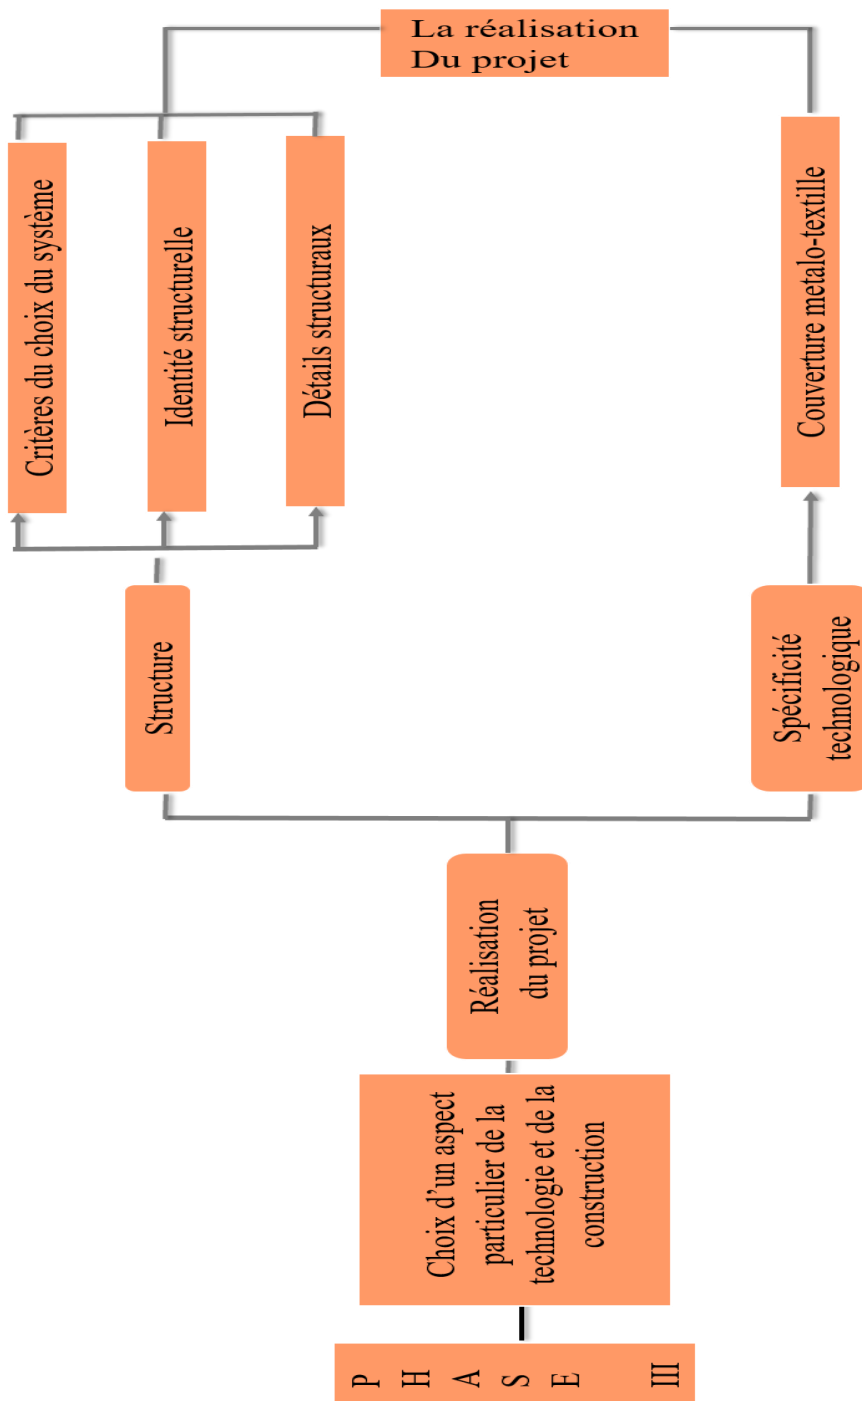 La réalisation
Du projet
Critères du choix du système
Identité structurelle
Détails structuraux
Couverture metalo-textille
Structure
Spécificité
technologique
Réalisation
du projet
Choix d’un aspect
particulier de la
technologie et de la
construction
P H A S E III